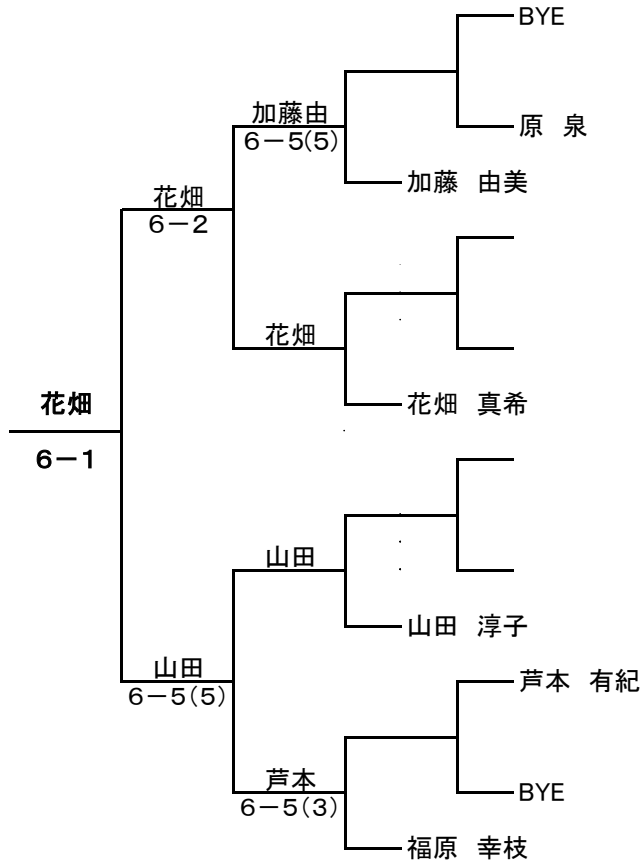 BYE
加藤由
6－5(5)
原　泉
加藤　由美
花畑
6－2
花畑
花畑
花畑　真希
6－1
山田
山田　淳子
山田
6－5(5)
芦本　有紀
芦本
6－5(3)
BYE
福原　幸枝